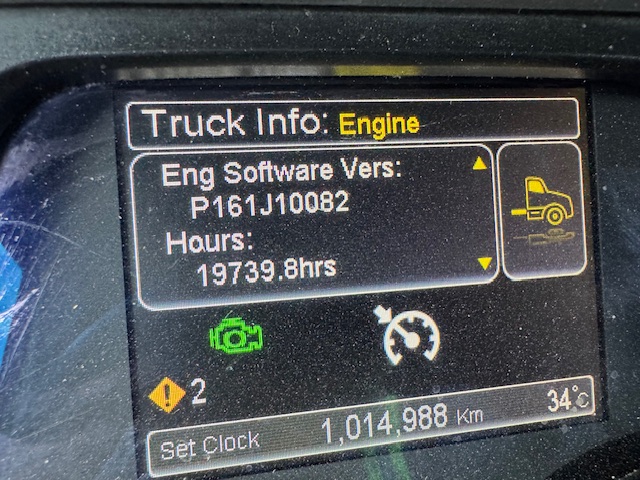 Truck Info: Engine
Eng Software Vers:
P161J10082
Hours:
19739.8hrs
2
Set Clock 1,014,988 Km 34°C